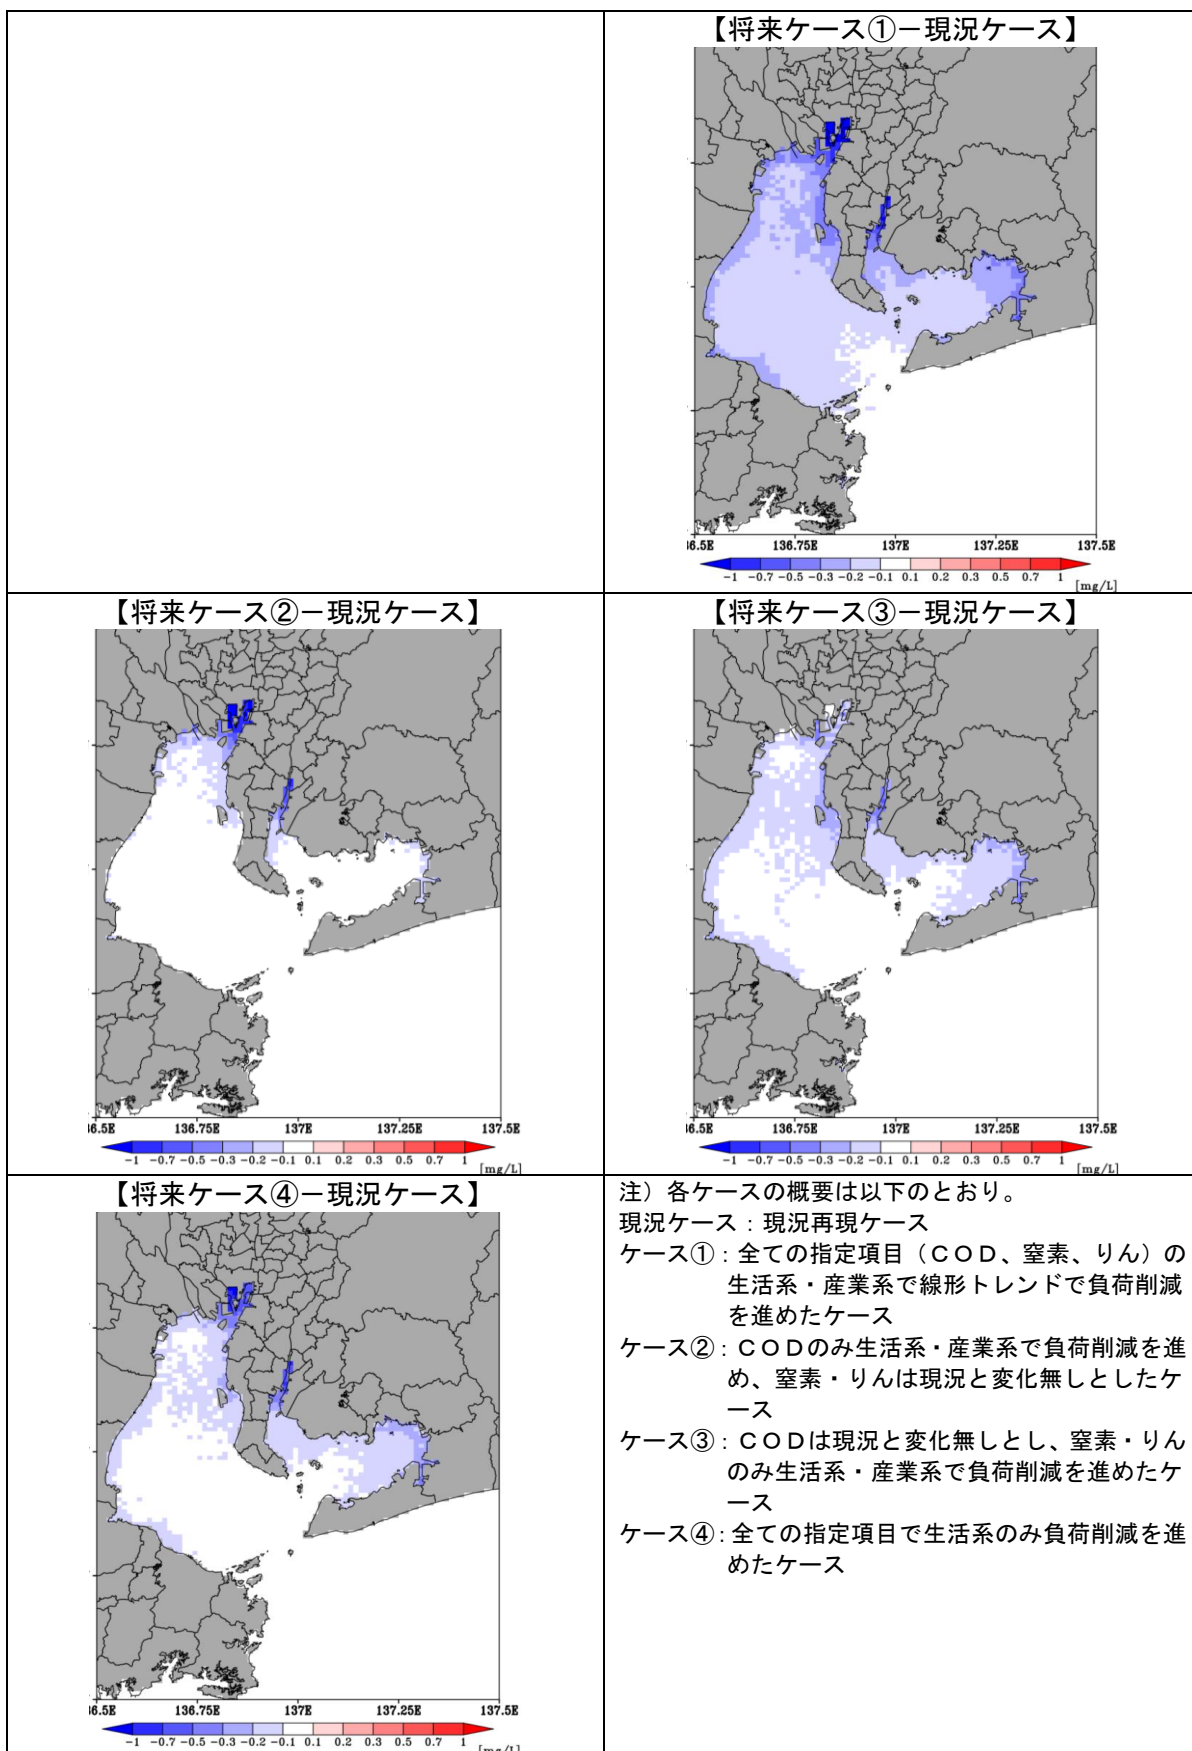 【将来ケース①－現況ケース】
36.5E 136.75E 137E 137.25E 137.5E
-1 -0.7 -0.5 -0.3 -0.2 -0.1 0.1 0.2 0.3 0.5 0.7 1
[mg/L]
【将来ケース②－現況ケース】
36.5E 136.75E 137E 137.25E 137.5E
-1 -0.7 -0.5 -0.3 -0.2 -0.1 0.1 0.2 0.3 0.5 0.7 1
[mg/L]
【将来ケース③－現況ケース】
36.5E 136.75E 137E 137.25E 137.5E
-1 -0.7 -0.5 -0.3 -0.2 -0.1 0.1 0.2 0.3 0.5 0.7 1
[mg/L]
【将来ケース④－現況ケース】
36.5E 136.75E 137E 137.25E 137.5E
-1 -0.7 -0.5 -0.3 -0.2 -0.1 0.1 0.2 0.3 0.5 0.7 1
[mg/L]
注）各ケースの概要は以下のとおり。
現況ケース：現況再現ケース
ケース①：全ての指定項目（ＣＯＤ、窒素、りん）の
生活系・産業系で線形トレンドで負荷削減
を進めたケース
ケース②：ＣＯＤのみ生活系・産業系で負荷削減を進
め、窒素・りんは現況と変化無しとしたケ
ース
ケース③：ＣＯＤは現況と変化無しとし、窒素・りん
のみ生活系・産業系で負荷削減を進めたケ
ース
ケース④：全ての指定項目で生活系のみ負荷削減を進
めたケース